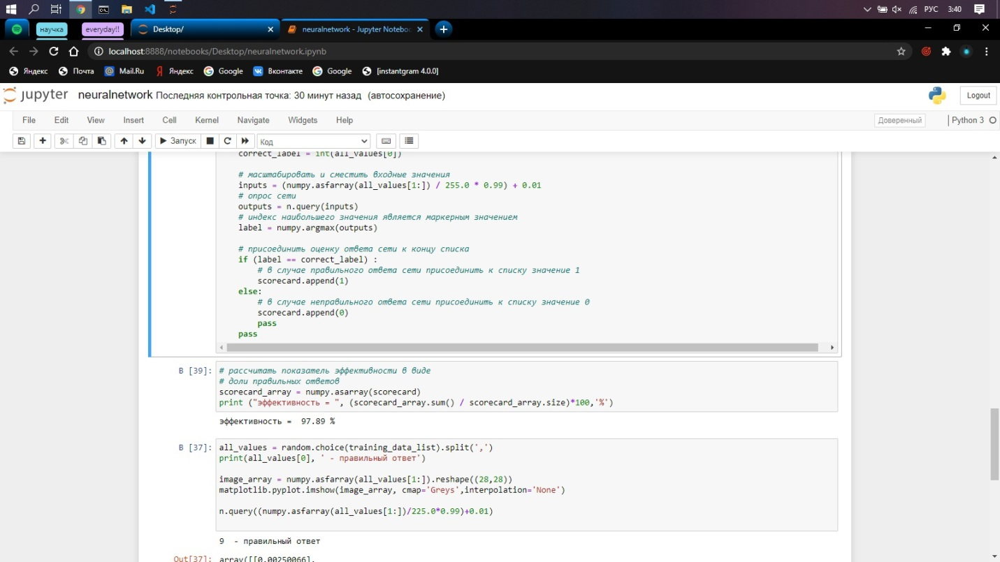 РУС 3:40
научка everyday!! Desktop/ neuralnetwork - Jupyter Noteboo
localhost:8888/notebooks/Desktop/neuralnetwork.ipynb
Яндекс Почта Mail.Ru Яндекс Google Вконтакте Google [instantgram 4.0.0]
jupyter neuralnetwork Последняя контрольная точка: 30 минут назад (автосохранение) Logout
File Edit View Insert Cell Kernel Navigate Widgets Help Доверенный Python 3
Запуск Код
correct_label = int(all_values[0])
# масштабировать и сместить входные значения
inputs = (numpy.asfarray(all_values[1:]) / 255.0 * 0.99) + 0.01
# опрос сети
outputs = n.query(inputs)
# индекс наибольшего значения является маркерным значением
label = numpy.argmax(outputs)
# присоединить оценку ответа сети к концу списка
if (label == correct_label) :
# в случае правильного ответа сети присоединить к списку значение 1
scorecard.append(1)
else:
# в случае неправильного ответа сети присоединить к списку значение 0
scorecard.append(0)
pass
pass
В [39]: # рассчитать показатель эффективности в виде
# доли правильных ответов
scorecard_array = numpy.asarray(scorecard)
print ("эффективность = ", (scorecard_array.sum() / scorecard_array.size)*100,'%')
эффективность =  97.89 %
В [37]: all_values = random.choice(training_data_list).split(',')
print(all_values[0], ' - правильный ответ')
image_array = numpy.asfarray(all_values[1:]).reshape((28,28))
matplotlib.pyplot.imshow(image_array, cmap='Greys',interpolation='None')
n.query((numpy.asfarray(all_values[1:])/225.0*0.99)+0.01)
9  - правильный ответ
Out[37]: array([[0.00250066],